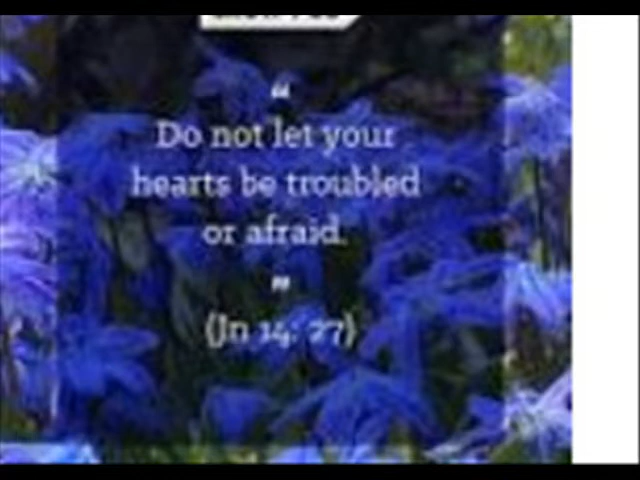 “
Do not let your
hearts be troubled
or afraid.
”
(Jn 14: 27)